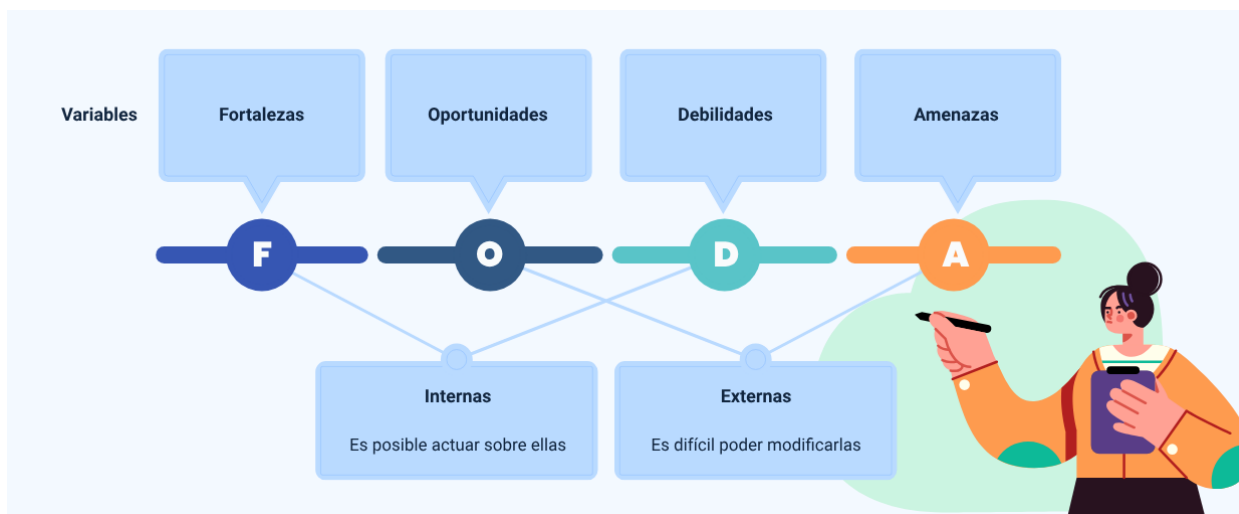 Variables
Fortalezas
Oportunidades
Debilidades
Amenazas
F
O
D
A
Internas
Es posible actuar sobre ellas
Externas
Es difícil poder modificarlas